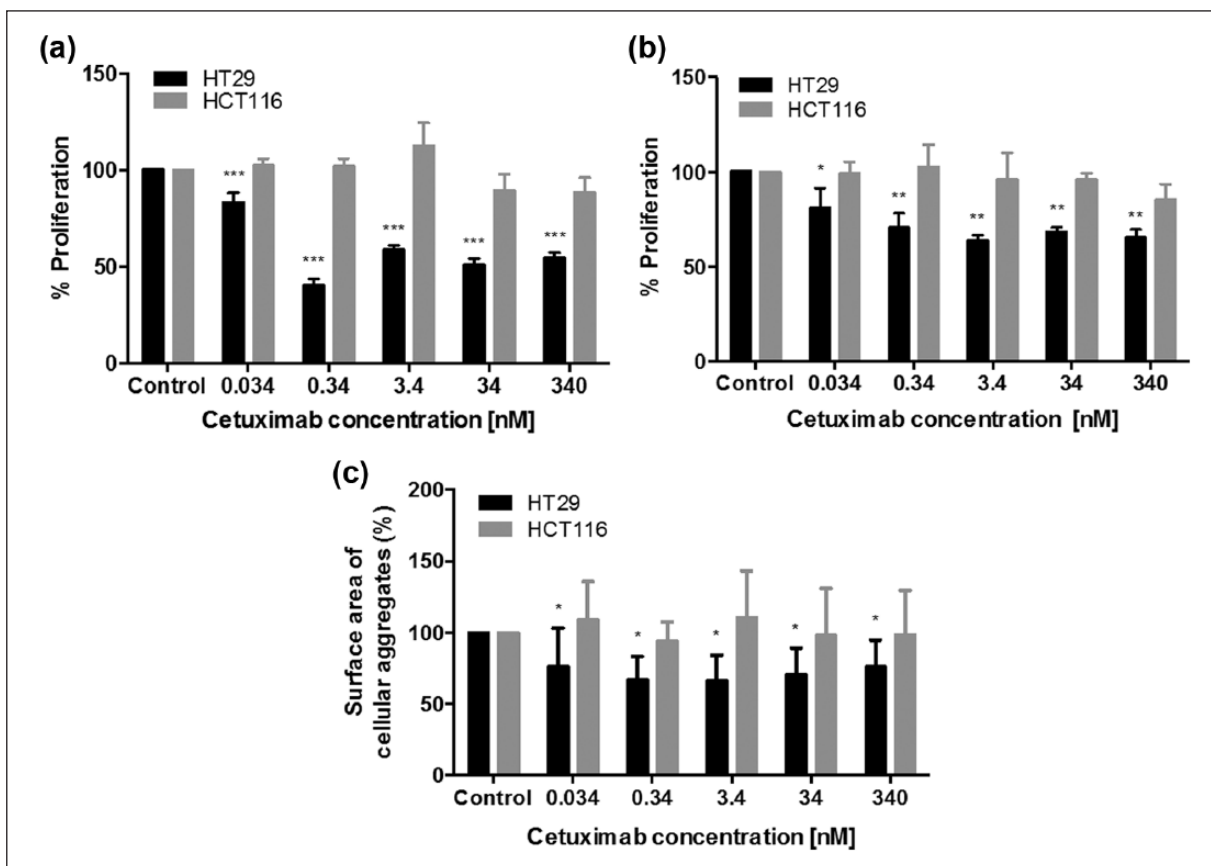 (a)
150
HT29
HCT116
100
50
0
% Proliferation
***
***
***
***
***
Control 0.034 0.34 3.4 34 340
Cetuximab concentration [nM]
(b)
150
HT29
HCT116
100
50
0
% Proliferation
*
**
**
**
**
Control 0.034 0.34 3.4 34 340
Cetuximab concentration [nM]
(c)
200
HT29
HCT116
150
100
50
0
Surface area of
cellular aggregates (%)
*
*
*
*
*
Control 0.034 0.34 3.4 34 340
Cetuximab concentration [nM]